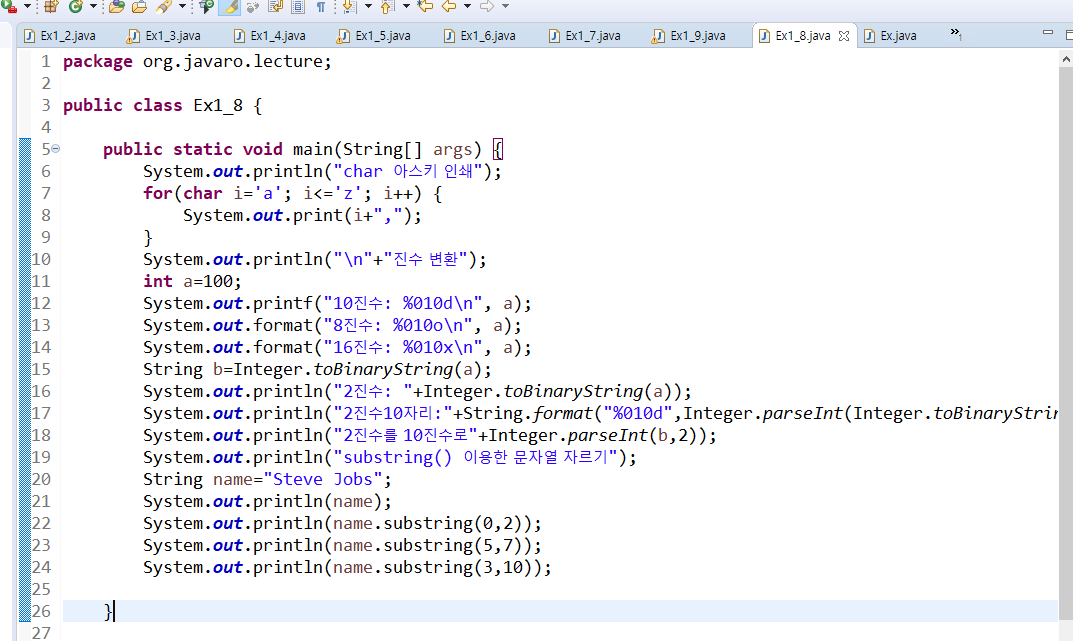 Ex1_2.java Ex1_3.java Ex1_4.java Ex1_5.java Ex1_6.java Ex1_7.java Ex1_9.java Ex1_8.java Ex.java »1
1 package org.javaro.lecture;
2
3 public class Ex1_8 {
4
5 public static void main(String[] args) {
6 System.out.println("char 아스키 인쇄");
7 for(char i='a'; i<='z'; i++) {
8 System.out.print(i+",");
9 }
10 System.out.println("\n"+"진수 변환");
11 int a=100;
12 System.out.printf("10진수: %010d\n", a);
13 System.out.format("8진수: %010o\n", a);
14 System.out.format("16진수: %010x\n", a);
15 String b=Integer.toBinaryString(a);
16 System.out.println("2진수: "+Integer.toBinaryString(a));
17 System.out.println("2진수10자리:"+String.format("%010d",Integer.parseInt(Integer.toBinaryStrin
18 System.out.println("2진수를 10진수로"+Integer.parseInt(b,2));
19 System.out.println("substring() 이용한 문자열 자르기");
20 String name="Steve Jobs";
21 System.out.println(name);
22 System.out.println(name.substring(0,2));
23 System.out.println(name.substring(5,7));
24 System.out.println(name.substring(3,10));
25
26 }
27